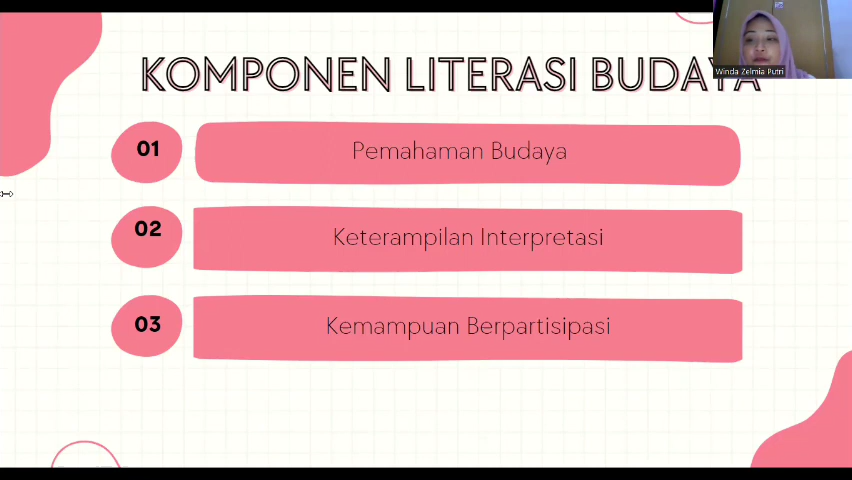 KOMPONEN LITERASI BUDAYA
Winda Zelmia Putri
01
Pemahaman Budaya
02
Keterampilan Interpretasi
03
Kemampuan Berpartisipasi